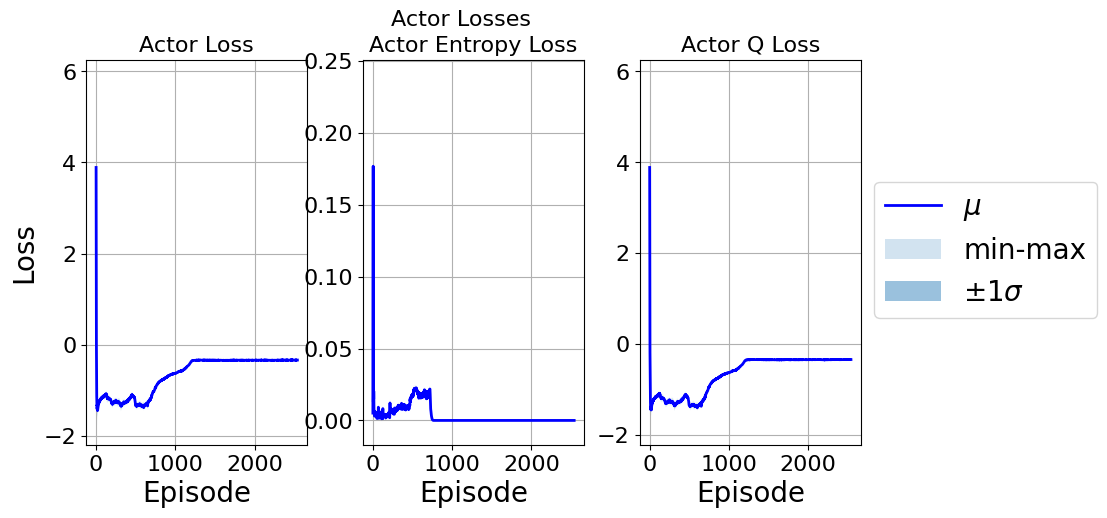 Actor Losses
Actor Loss
Actor Entropy Loss
Actor Q Loss
Loss
6
4
2
0
−2
0
1000
2000
Episode
0.25
0.20
0.15
0.10
0.05
0.00
0
1000
2000
Episode
6
4
2
0
−2
0
1000
2000
Episode
μ
min-max
±1σ